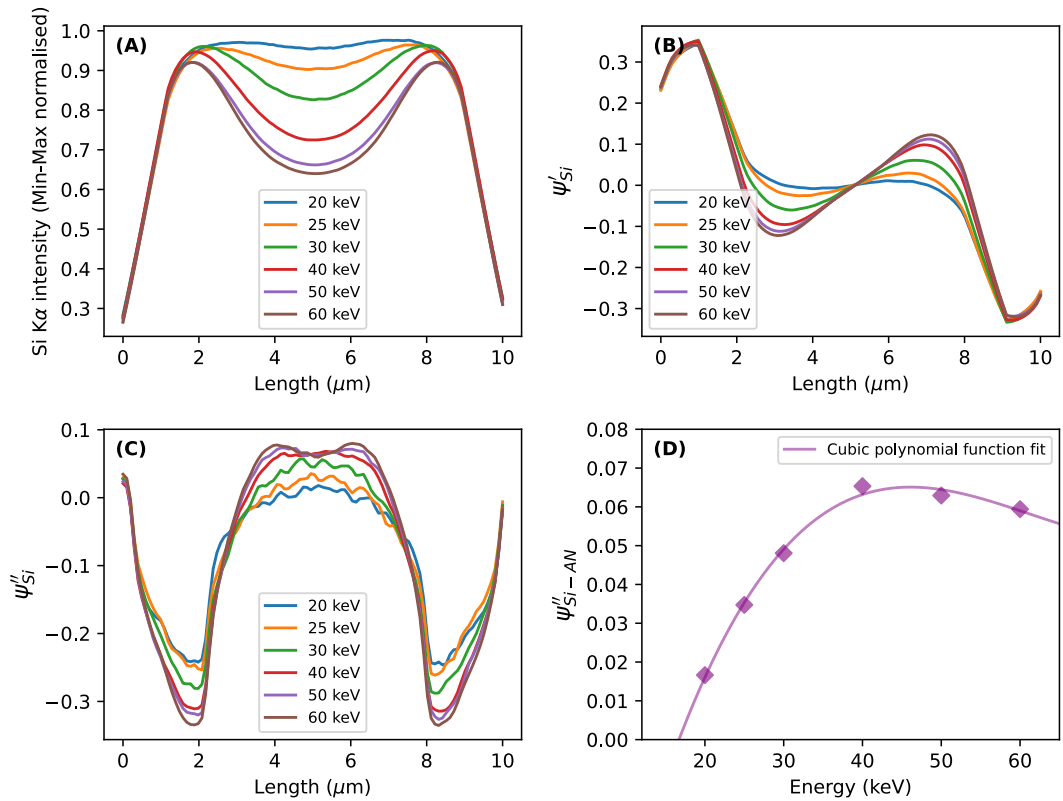 (A)
Si Kα intensity (Min-Max normalised)
1.0
0.9
0.8
0.7
0.6
0.5
0.4
0.3
20 keV
25 keV
30 keV
40 keV
50 keV
60 keV
0 2 4 6 8 10
Length (μm)
(B)
ψ′Si
0.3
0.2
0.1
0.0
−0.1
−0.2
−0.3
20 keV
25 keV
30 keV
40 keV
50 keV
60 keV
0 2 4 6 8 10
Length (μm)
(C)
ψ″Si
0.1
0.0
−0.1
−0.2
−0.3
20 keV
25 keV
30 keV
40 keV
50 keV
60 keV
0 2 4 6 8 10
Length (μm)
(D)
Cubic polynomial function fit
ψ″Si−AN
0.08
0.07
0.06
0.05
0.04
0.03
0.02
0.01
0.00
20 30 40 50 60
Energy (keV)